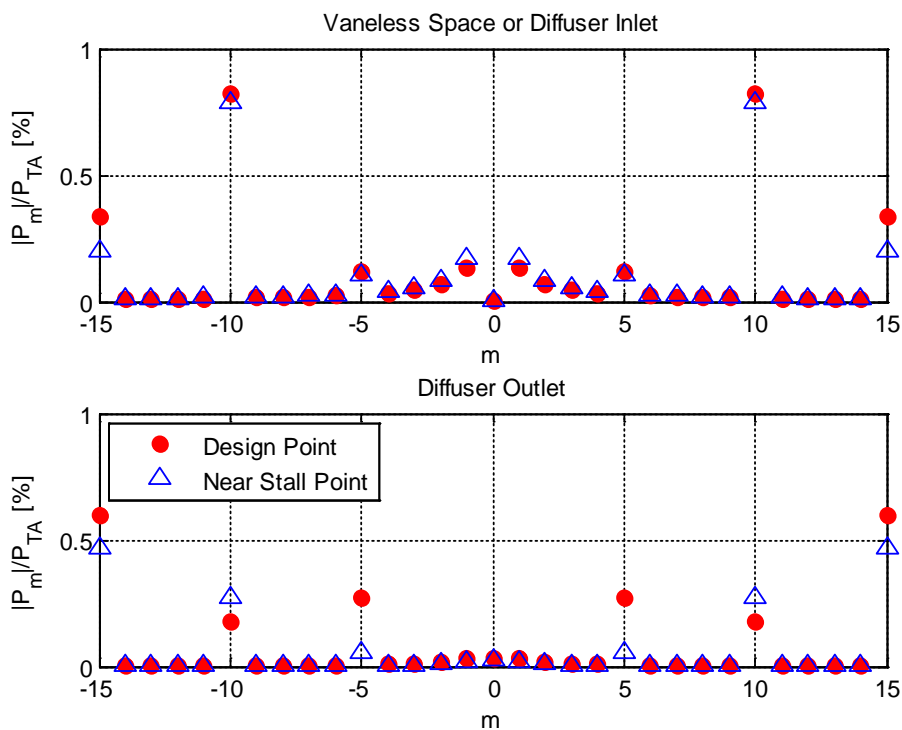 Vaneless Space or Diffuser Inlet
1
0.5
0
|P_m|/P_TA [%]
-15 -10 -5 0 5 10 15
m
Diffuser Outlet
1
0.5
0
|P_m|/P_TA [%]
Design Point
Near Stall Point
-15 -10 -5 0 5 10 15
m